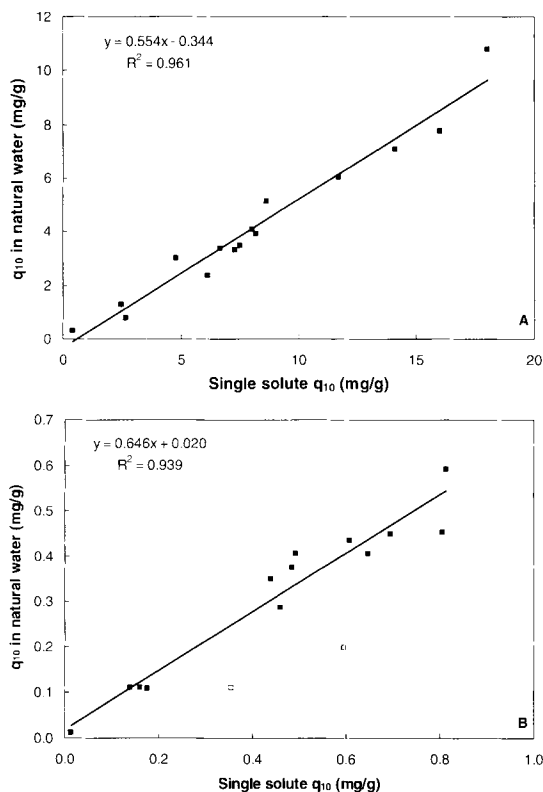 12
10
8
6
4
2
0
q10 in natural water (mg/g)
y = 0.554x - 0.344
R² = 0.961
A
0 5 10 15 20
Single solute q10 (mg/g)
0.7
0.6
0.5
0.4
0.3
0.2
0.1
0.0
q10 in natural water (mg/g)
y = 0.646x + 0.020
R² = 0.939
B
0.0 0.2 0.4 0.6 0.8 1.0
Single solute q10 (mg/g)